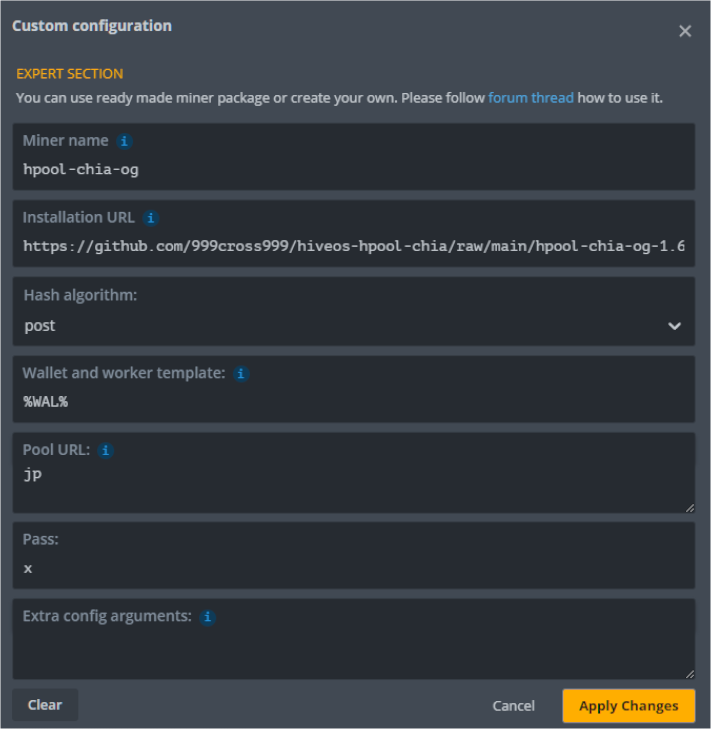 Custom configuration
EXPERT SECTION
You can use ready made miner package or create your own. Please follow forum thread how to use it.
Miner name
hpool-chia-og
Installation URL
https://github.com/999cross999/hiveos-hpool-chia/raw/main/hpool-chia-og-1.6
Hash algorithm:
post
Wallet and worker template:
%WAL%
Pool URL:
jp
Pass:
x
Extra config arguments:
Clear
Cancel
Apply Changes